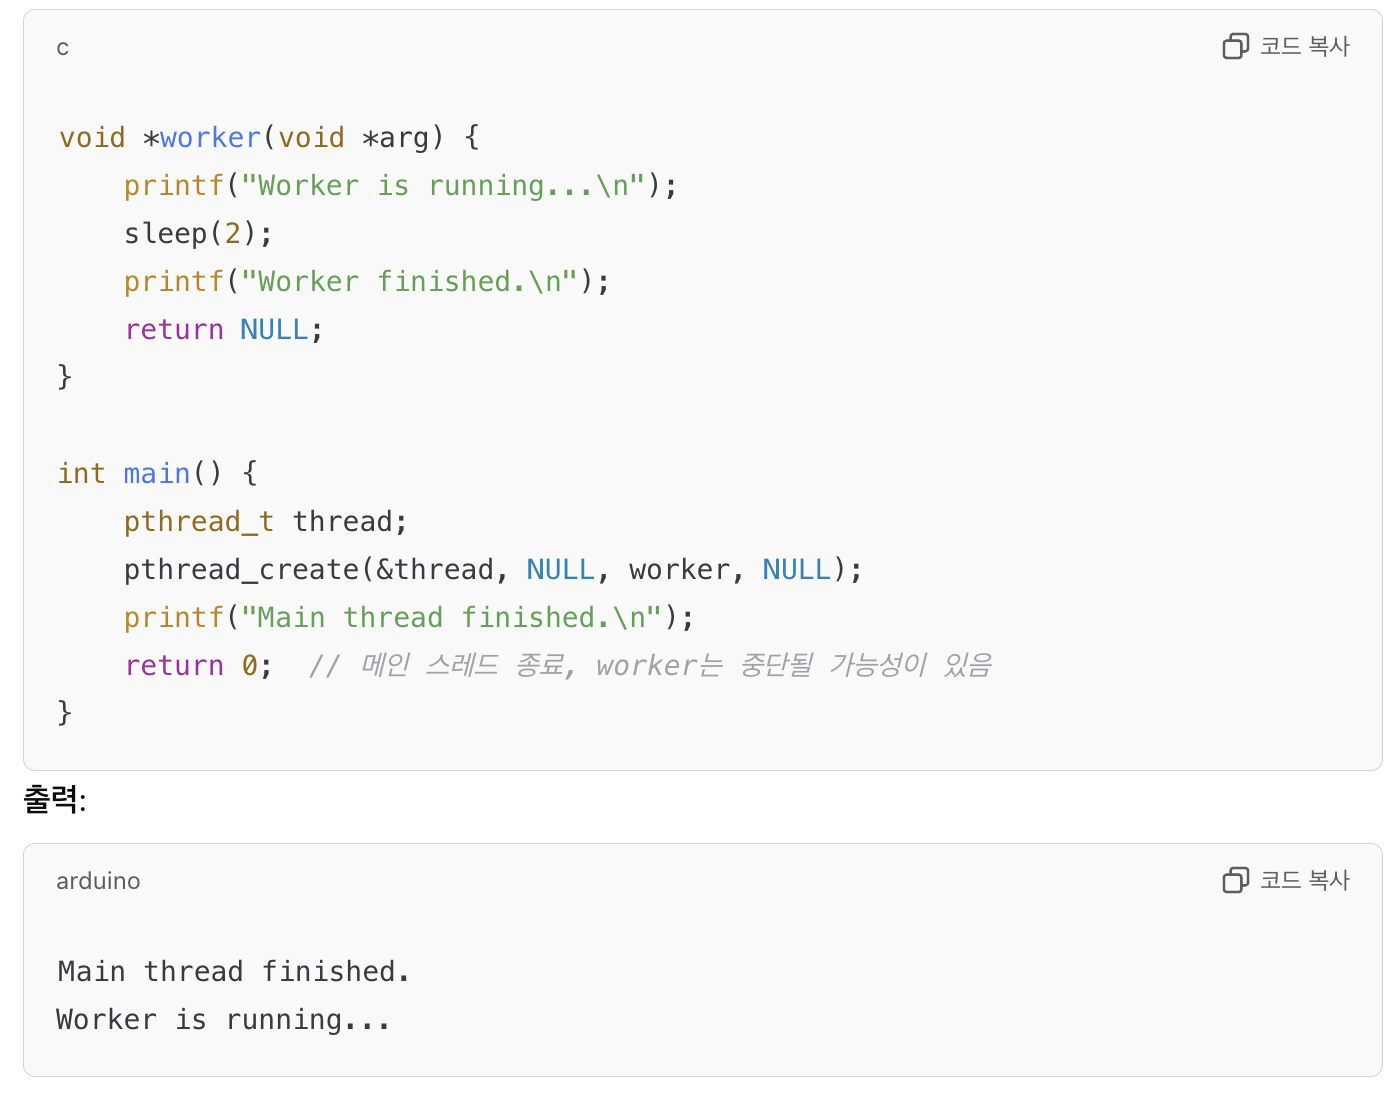 c
코드 복사
void *worker(void *arg) {
    printf("Worker is running...\n");
    sleep(2);
    printf("Worker finished.\n");
    return NULL;
}
int main() {
    pthread_t thread;
    pthread_create(&thread, NULL, worker, NULL);
    printf("Main thread finished.\n");
    return 0;  // 메인 스레드 종료, worker는 중단될 가능성이 있음
}
출력:
arduino
코드 복사
Main thread finished.
Worker is running...